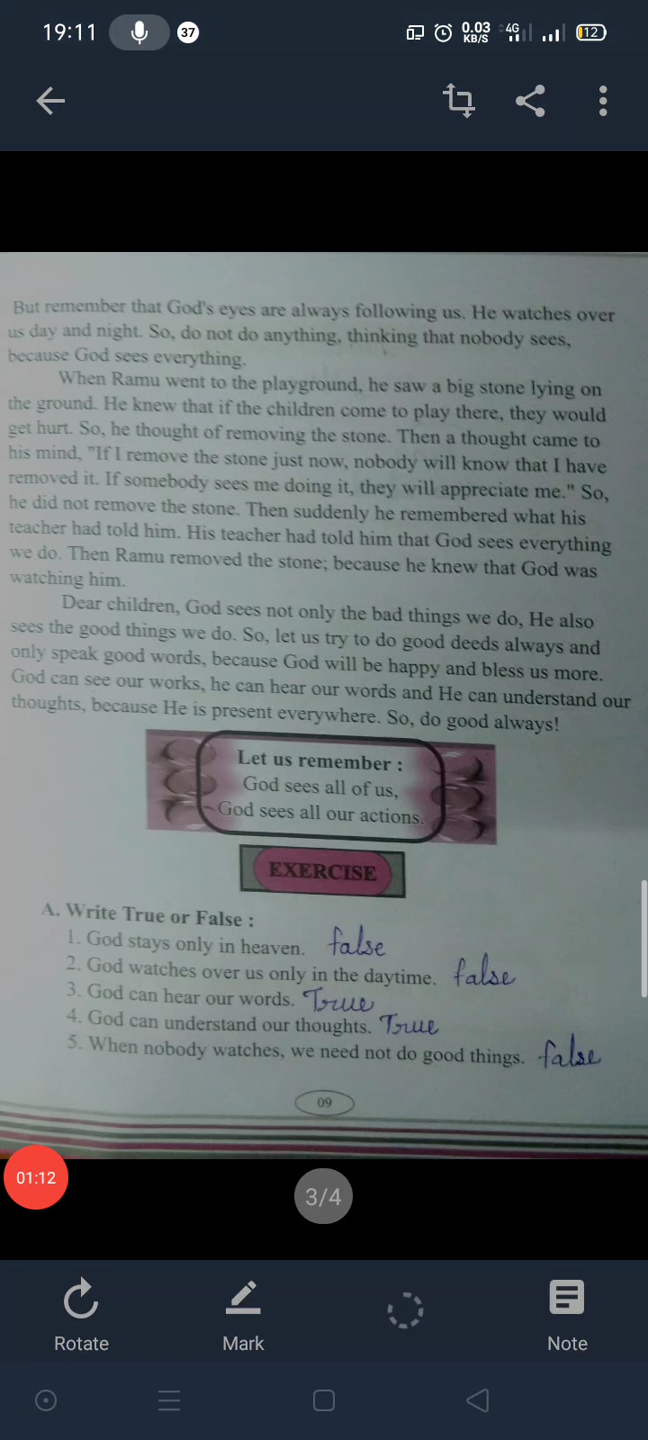 19:11
37
0.03
KB/S
4G
12
But remember that God's eyes are always following us. He watches over
us day and night. So, do not do anything, thinking that nobody sees,
because God sees everything.
When Ramu went to the playground, he saw a big stone lying on
the ground. He knew that if the children come to play there, they would
get hurt. So, he thought of removing the stone. Then a thought came to
his mind, "If I remove the stone just now, nobody will know that I have
removed it. If somebody sees me doing it, they will appreciate me." So,
he did not remove the stone. Then suddenly he remembered what his
teacher had told him. His teacher had told him that God sees everything
we do. Then Ramu removed the stone; because he knew that God was
watching him.
Dear children, God sees not only the bad things we do, He also
sees the good things we do. So, let us try to do good deeds always and
only speak good words, because God will be happy and bless us more.
God can see our works, he can hear our words and He can understand our
thoughts, because He is present everywhere. So, do good always!
Let us remember :
God sees all of us,
God sees all our actions.
EXERCISE
A. Write True or False :
1. God stays only in heaven. false
2. God watches over us only in the daytime. false
3. God can hear our words. True
4. God can understand our thoughts. True
5. When nobody watches, we need not do good things. false
09
01:12
3/4
Rotate
Mark
Note